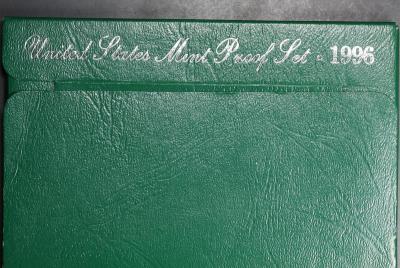 United States Mint Proof Set - 1996